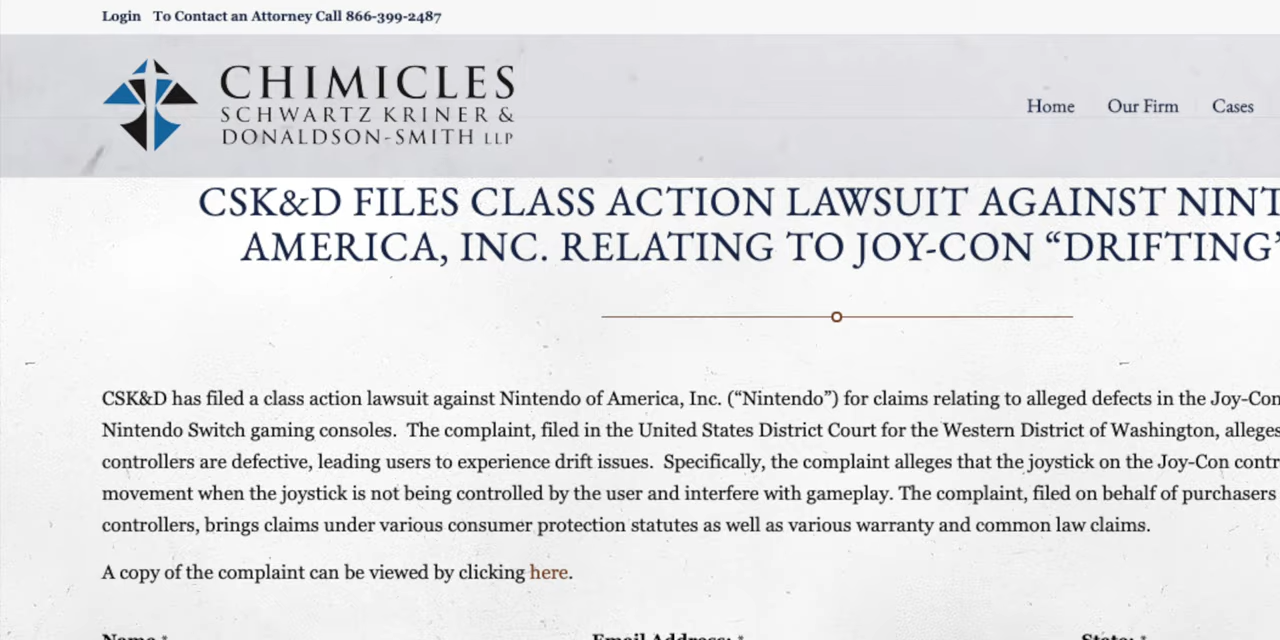 Login To Contact an Attorney Call 866-399-2487
CHIMICLES
SCHWARTZ KRINER &
DONALDSON-SMITH LLP
Home Our Firm Cases
CSK&D FILES CLASS ACTION LAWSUIT AGAINST NINT
AMERICA, INC. RELATING TO JOY-CON “DRIFTING”
CSK&D has filed a class action lawsuit against Nintendo of America, Inc. (“Nintendo”) for claims relating to alleged defects in the Joy-Con
Nintendo Switch gaming consoles. The complaint, filed in the United States District Court for the Western District of Washington, alleges
controllers are defective, leading users to experience drift issues. Specifically, the complaint alleges that the joystick on the Joy-Con contr
movement when the joystick is not being controlled by the user and interfere with gameplay. The complaint, filed on behalf of purchasers
controllers, brings claims under various consumer protection statutes as well as various warranty and common law claims.
A copy of the complaint can be viewed by clicking here.
Name * Email Address: * State: *